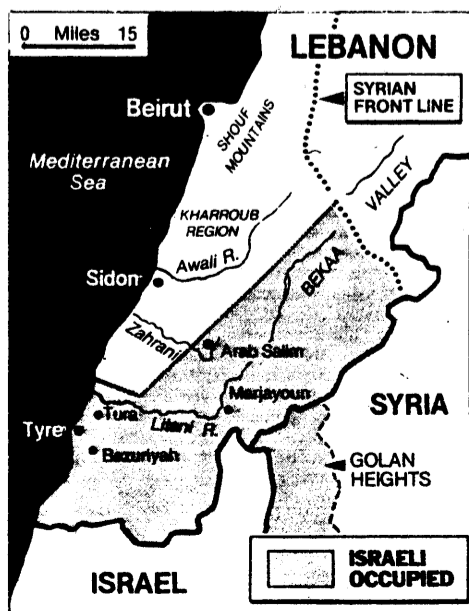 0 Miles 15
LEBANON
SYRIAN
FRONT LINE
Beirut
SHOUF
MOUNTAINS
Mediterranean
Sea
VALLEY
KHARROUB
REGION
Awali R.
BEKAA
Sidon
Zahrani
Arab Salim
Marjayoun
SYRIA
Tura
Litani R.
Tyre
Bazuriyah
GOLAN
HEIGHTS
ISRAEL
ISRAELI
OCCUPIED